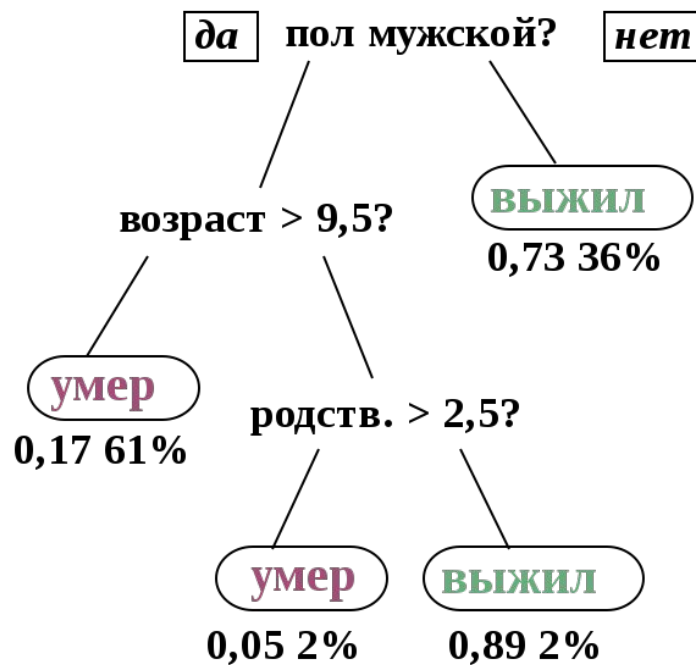 да пол мужской? нет
возраст > 9,5?
выжил
0,73 36%
умер
0,17 61%
родств. > 2,5?
умер
0,05 2%
выжил
0,89 2%